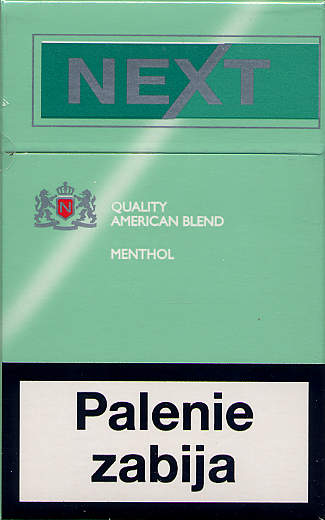 NEXT
N
QUALITY
AMERICAN BLEND
MENTHOL
Palenie
zabija